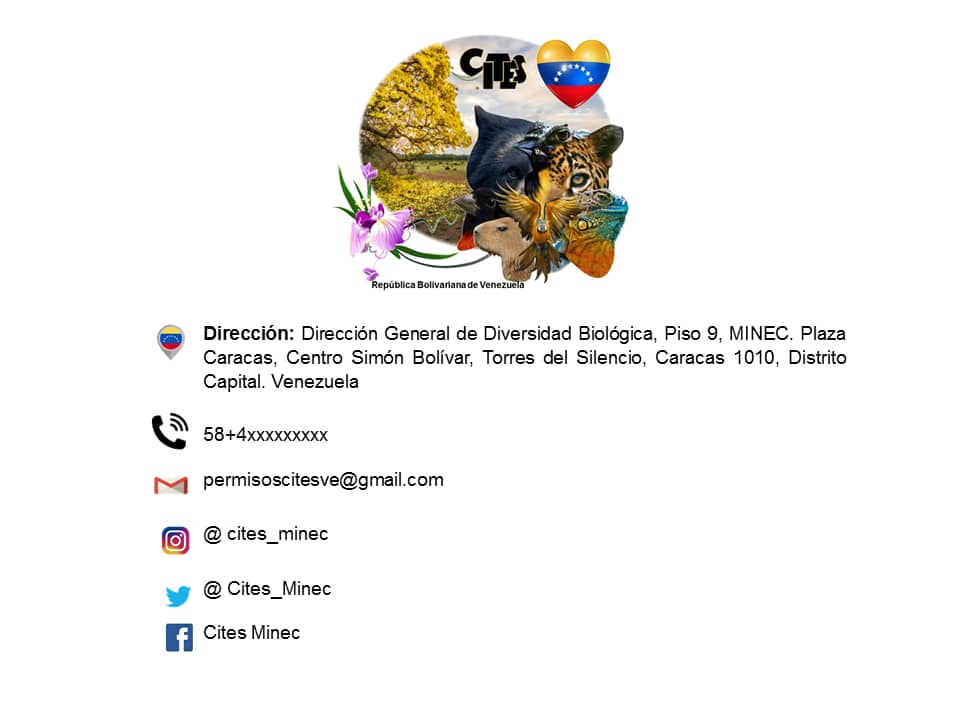 CITES
República Bolivariana de Venezuela
Dirección: Dirección General de Diversidad Biológica, Piso 9, MINEC. Plaza
Caracas, Centro Simón Bolívar, Torres del Silencio, Caracas 1010, Distrito
Capital. Venezuela
58+4xxxxxxxxx
permisoscitesve@gmail.com
@ cites_minec
@ Cites_Minec
Cites Minec